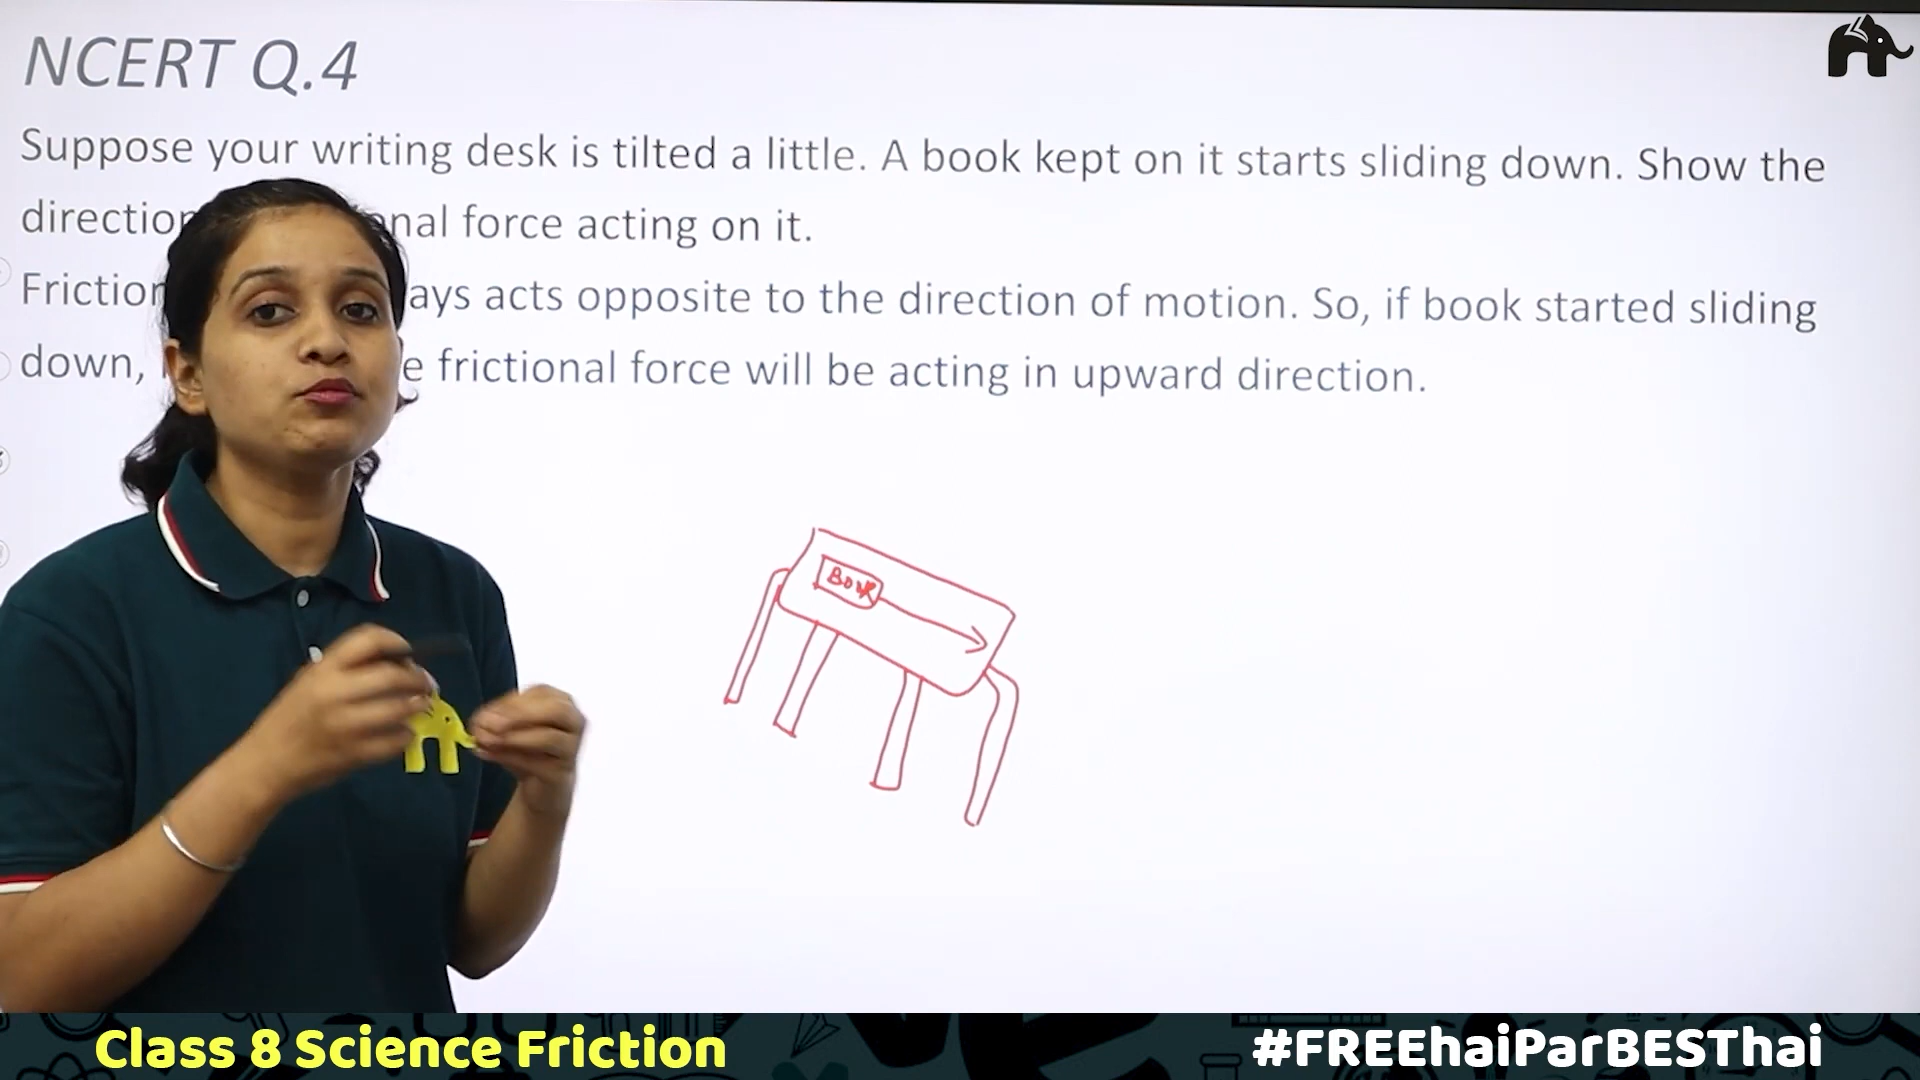 NCERT Q.4
Suppose your writing desk is tilted a little. A book kept on it starts sliding down. Show the
direction nal force acting on it.
Friction ays acts opposite to the direction of motion. So, if book started sliding
down, e frictional force will be acting in upward direction.
BOOK
Class 8 Science Friction
#FREEhaiParBESThai